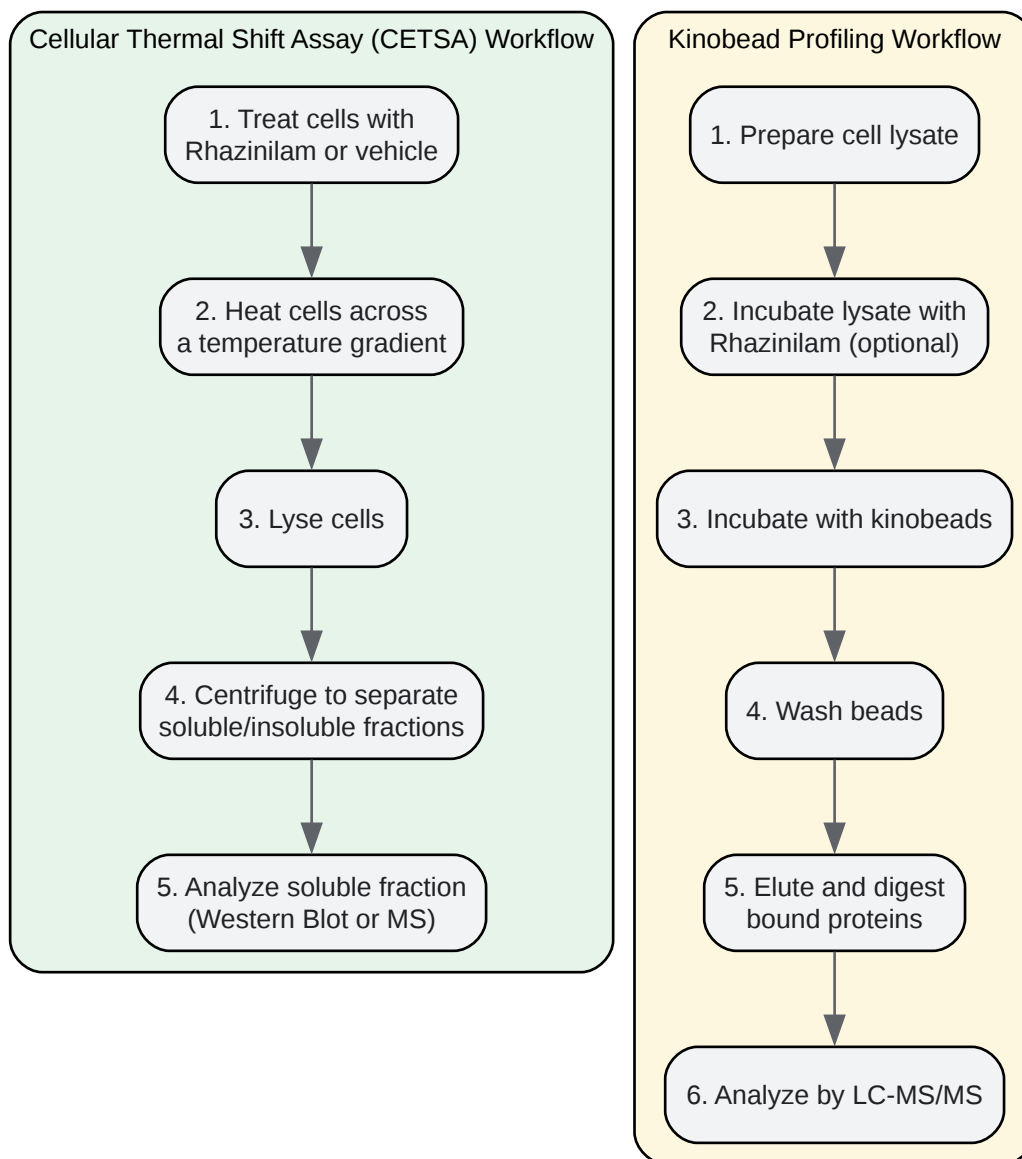 Cellular Thermal Shift Assay (CETSA) Workflow
1. Treat cells with
Rhazinilam or vehicle
2. Heat cells across
a temperature gradient
3. Lyse cells
4. Centrifuge to separate
soluble/insoluble fractions
5. Analyze soluble fraction
(Western Blot or MS)
Kinobead Profiling Workflow
1. Prepare cell lysate
2. Incubate lysate with
Rhazinilam (optional)
3. Incubate with kinobeads
4. Wash beads
5. Elute and digest
bound proteins
6. Analyze by LC-MS/MS